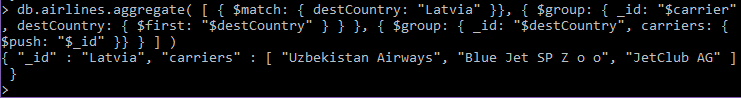 > db.airlines.aggregate( [ { $match: { destCountry: "Latvia" }}, { $group: { _id: "$carrier"
, destCountry: { $first: "$destCountry" } } }, { $group: { _id: "$destCountry", carriers: {
$push: "$_id" }} } ] )
{ "_id" : "Latvia", "carriers" : [ "Uzbekistan Airways", "Blue Jet SP Z o o", "JetClub AG" ]
 }
>